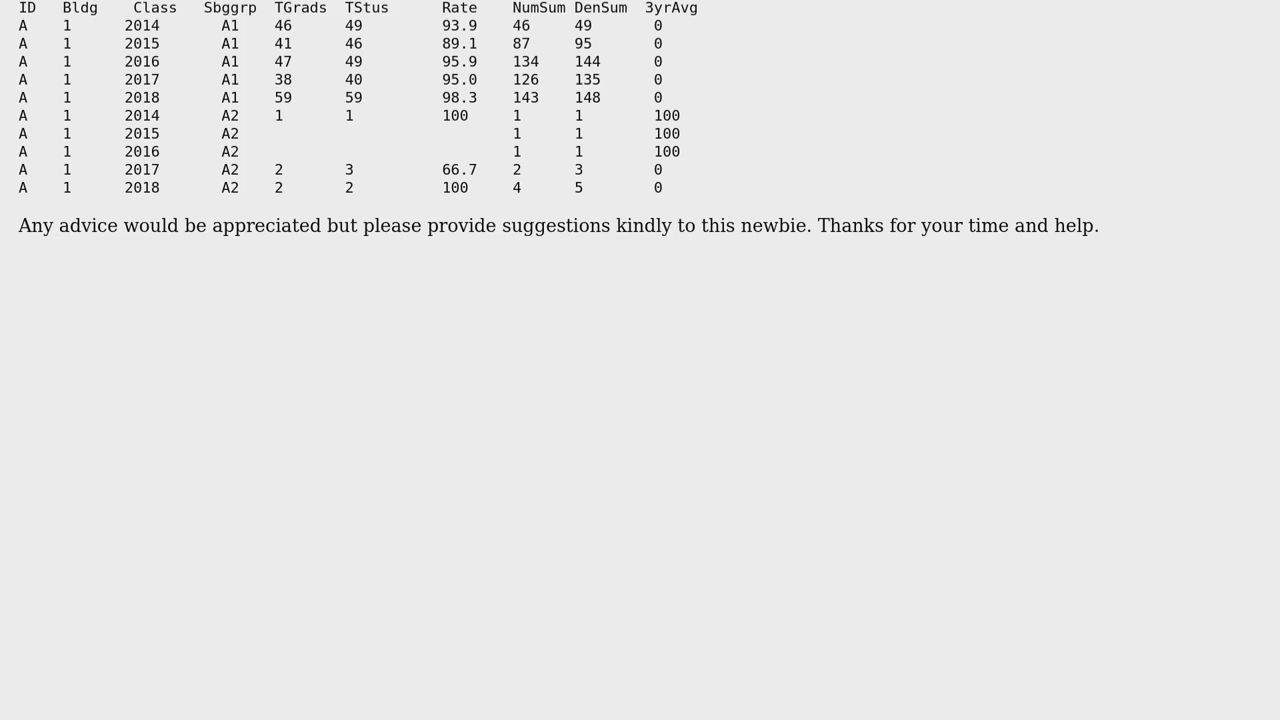 ID Bldg Class Sbggrp TGrads TStus Rate NumSum DenSum 3yrAvg
A 1 2014 A1 46 49 93.9 46 49 0
A 1 2015 A1 41 46 89.1 87 95 0
A 1 2016 A1 47 49 95.9 134 144 0
A 1 2017 A1 38 40 95.0 126 135 0
A 1 2018 A1 59 59 98.3 143 148 0
A 1 2014 A2 1 1 100 1 1 100
A 1 2015 A2 1 1 100
A 1 2016 A2 1 1 100
A 1 2017 A2 2 3 66.7 2 3 0
A 1 2018 A2 2 2 100 4 5 0
Any advice would be appreciated but please provide suggestions kindly to this newbie. Thanks for your time and help.